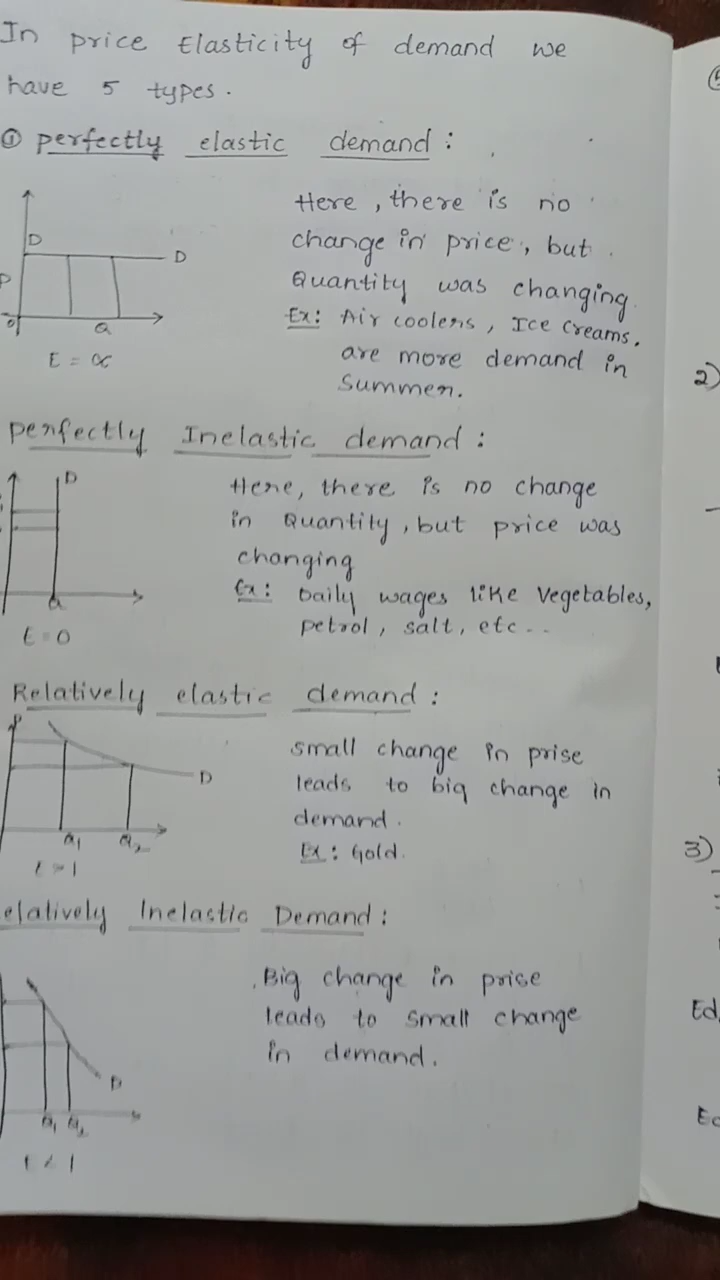 In price Elasticity of demand we
have 5 types.
① perfectly elastic demand :
Here, there is no
change in price, but
Quantity was changing.
Ex: Air coolers, Ice creams,
are more demand in
Summer.
D
D
P
0
Q
E = ∝
perfectly Inelastic demand :
Here, there is no change
in Quantity, but price was
changing
Ex: Daily wages like vegetables,
petrol, salt, etc..
D
Q
E = 0
Relatively elastic demand :
Small change in prise
leads to big change in
demand.
Ex: Gold.
P
D
Q1 Q2
E > 1
elatively Inelastic Demand :
Big change in prise
leads to small change
in demand.
D
Q1 Q2
E < 1
2)
3)
Ed